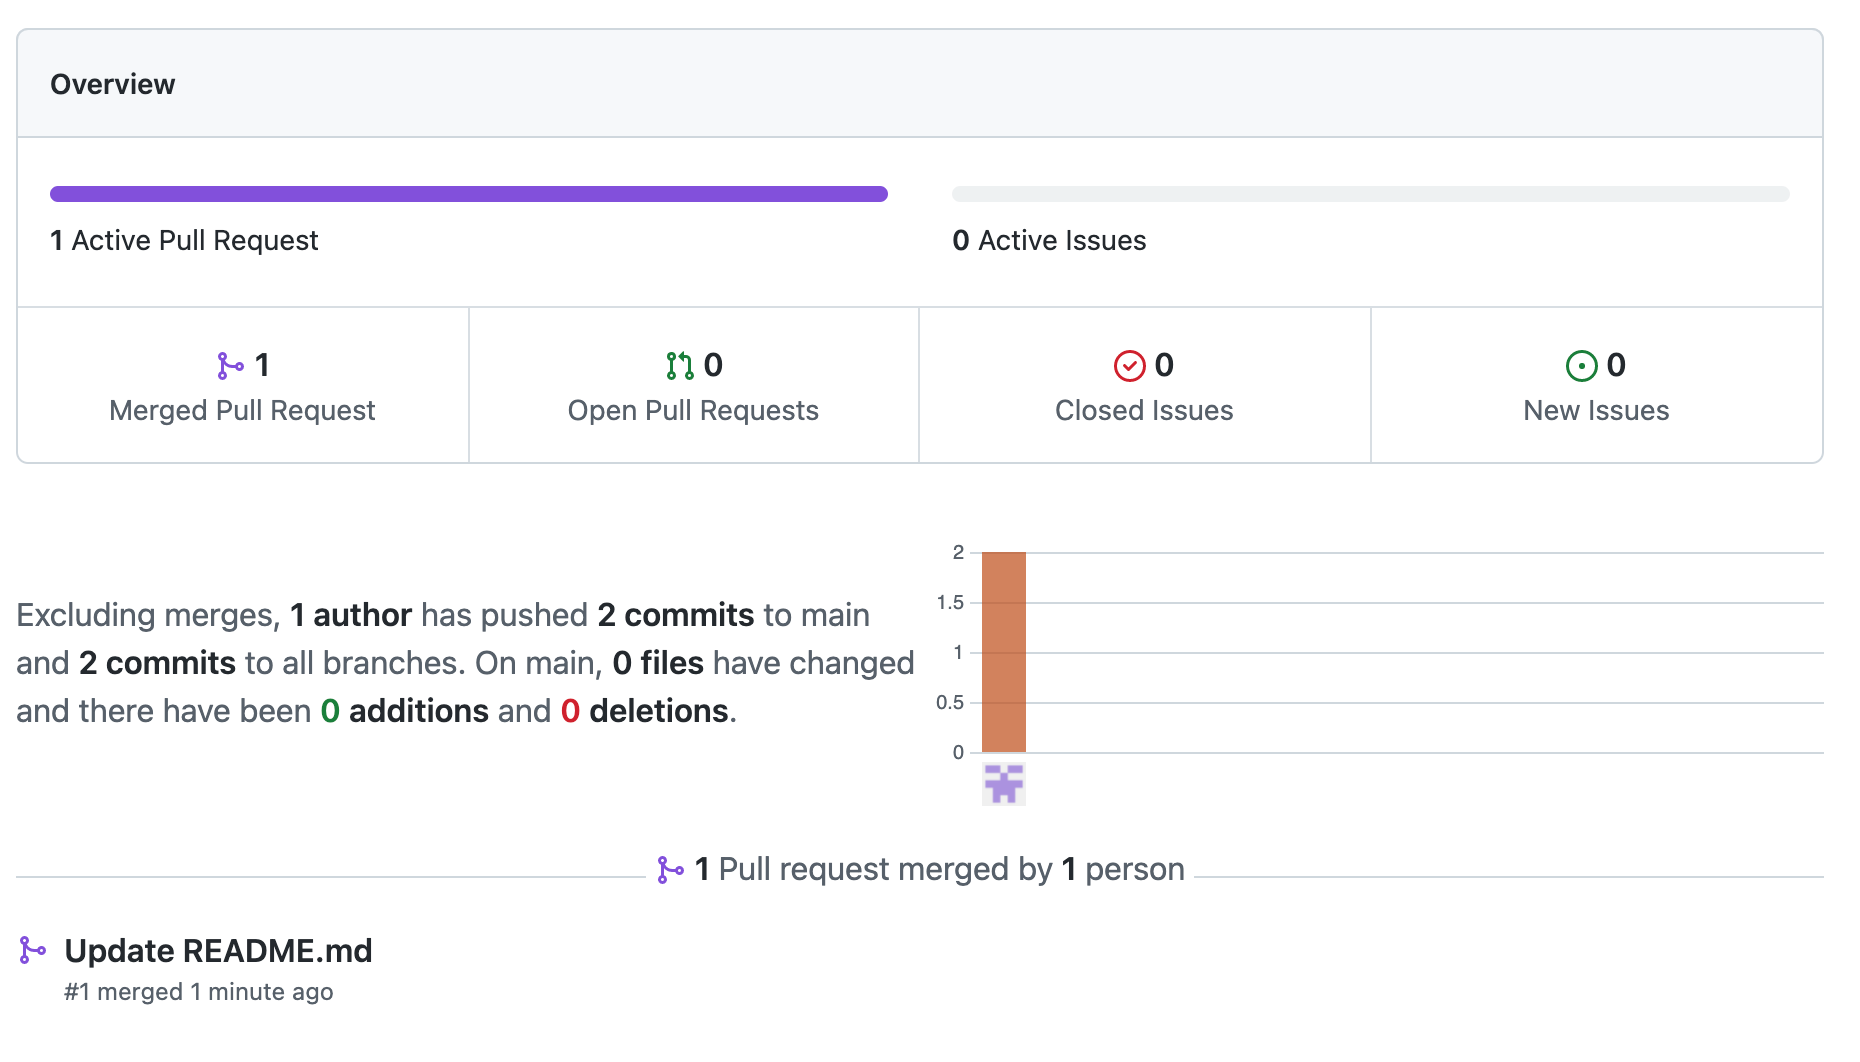 Overview
1 Active Pull Request
0 Active Issues
1
Merged Pull Request
0
Open Pull Requests
0
Closed Issues
0
New Issues
Excluding merges, 1 author has pushed 2 commits to main
and 2 commits to all branches. On main, 0 files have changed
and there have been 0 additions and 0 deletions.
2
1.5
1
0.5
0
1 Pull request merged by 1 person
Update README.md
#1 merged 1 minute ago